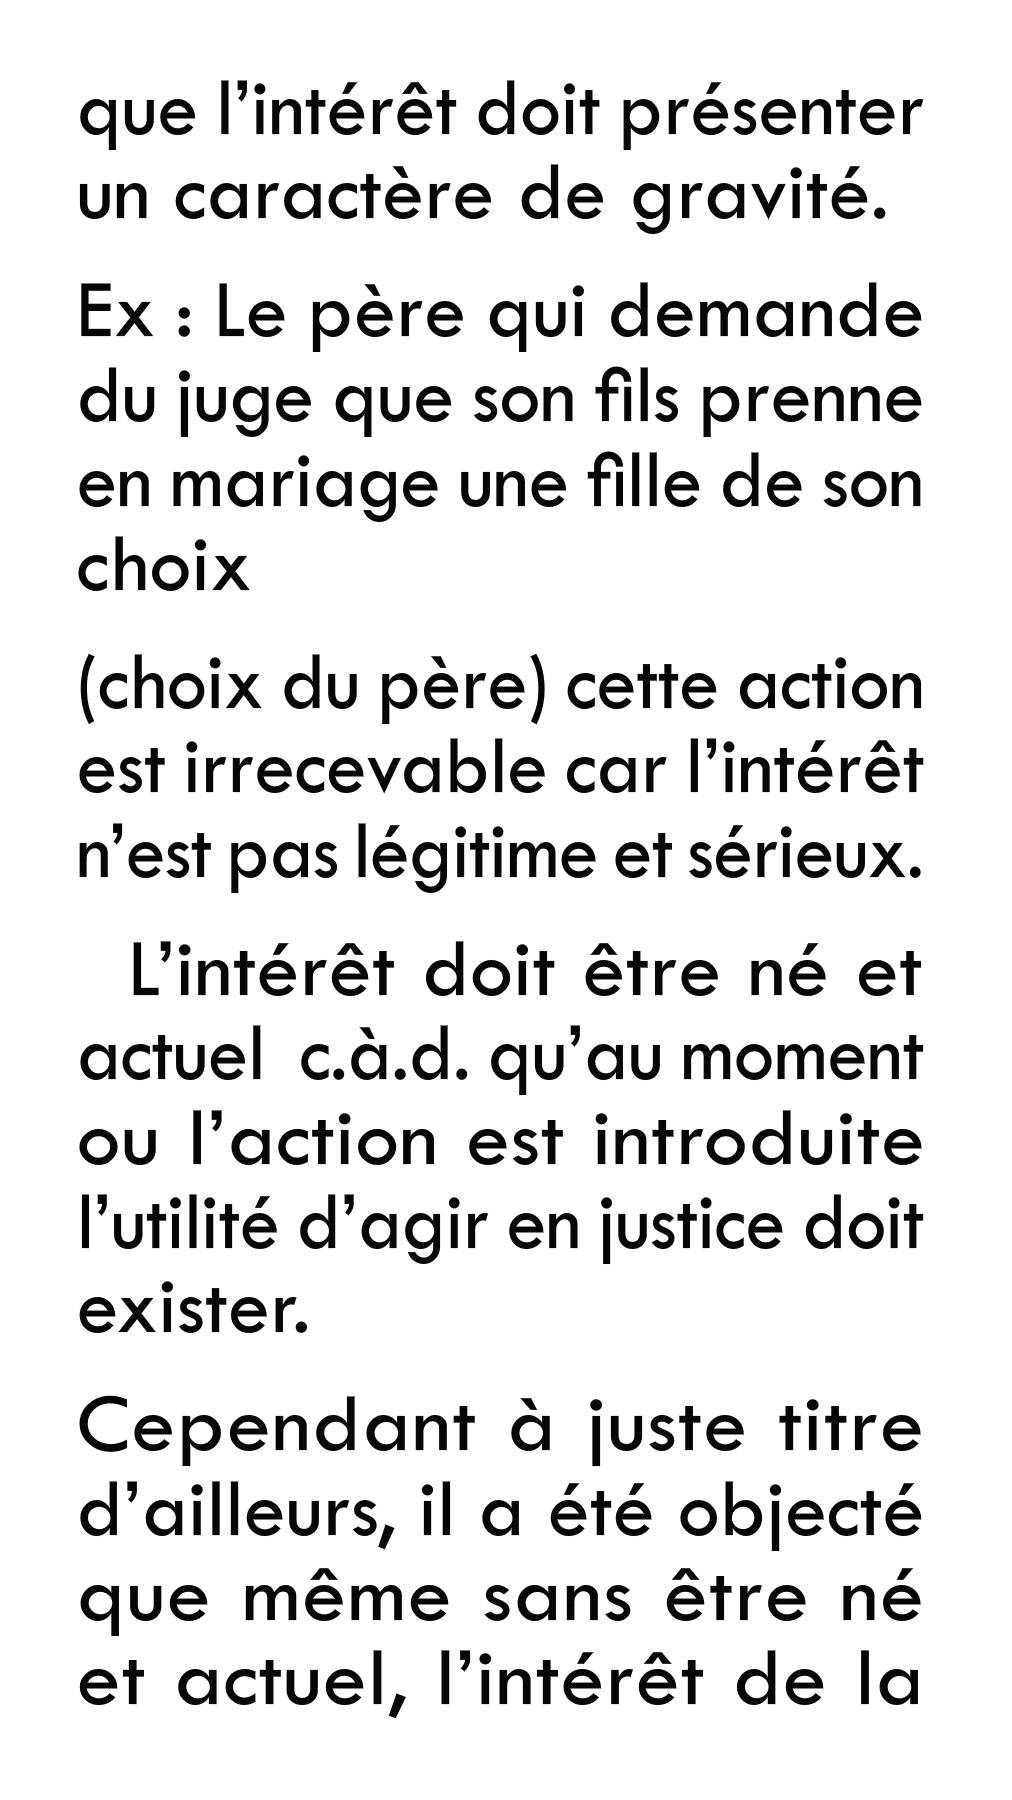 que l’intérêt doit présenter
un caractère de gravité.
Ex : Le père qui demande
du juge que son fils prenne
en mariage une fille de son
choix
(choix du père) cette action
est irrecevable car l’intérêt
n’est pas légitime et sérieux.
L’intérêt doit être né et
actuel c.à.d. qu’au moment
ou l’action est introduite
l’utilité d’agir en justice doit
exister.
Cependant à juste titre
d’ailleurs, il a été objecté
que même sans être né
et actuel, l’intérêt de la